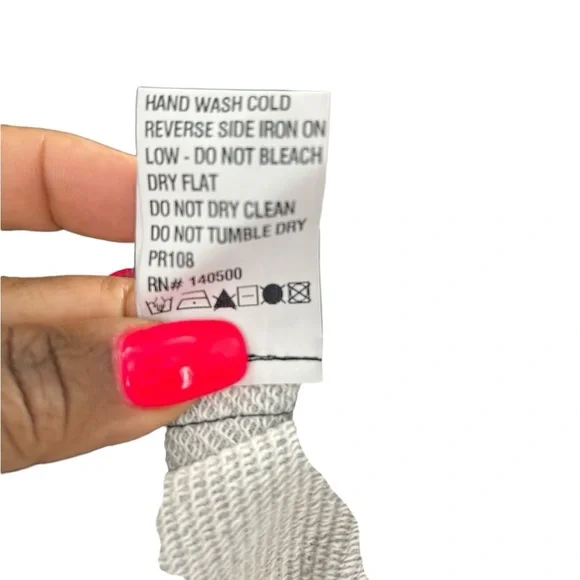 HAND WASH COLD
REVERSE SIDE IRON ON
LOW - DO NOT BLEACH
DRY FLAT
DO NOT DRY CLEAN
DO NOT TUMBLE DRY
PR108
RN# 140500